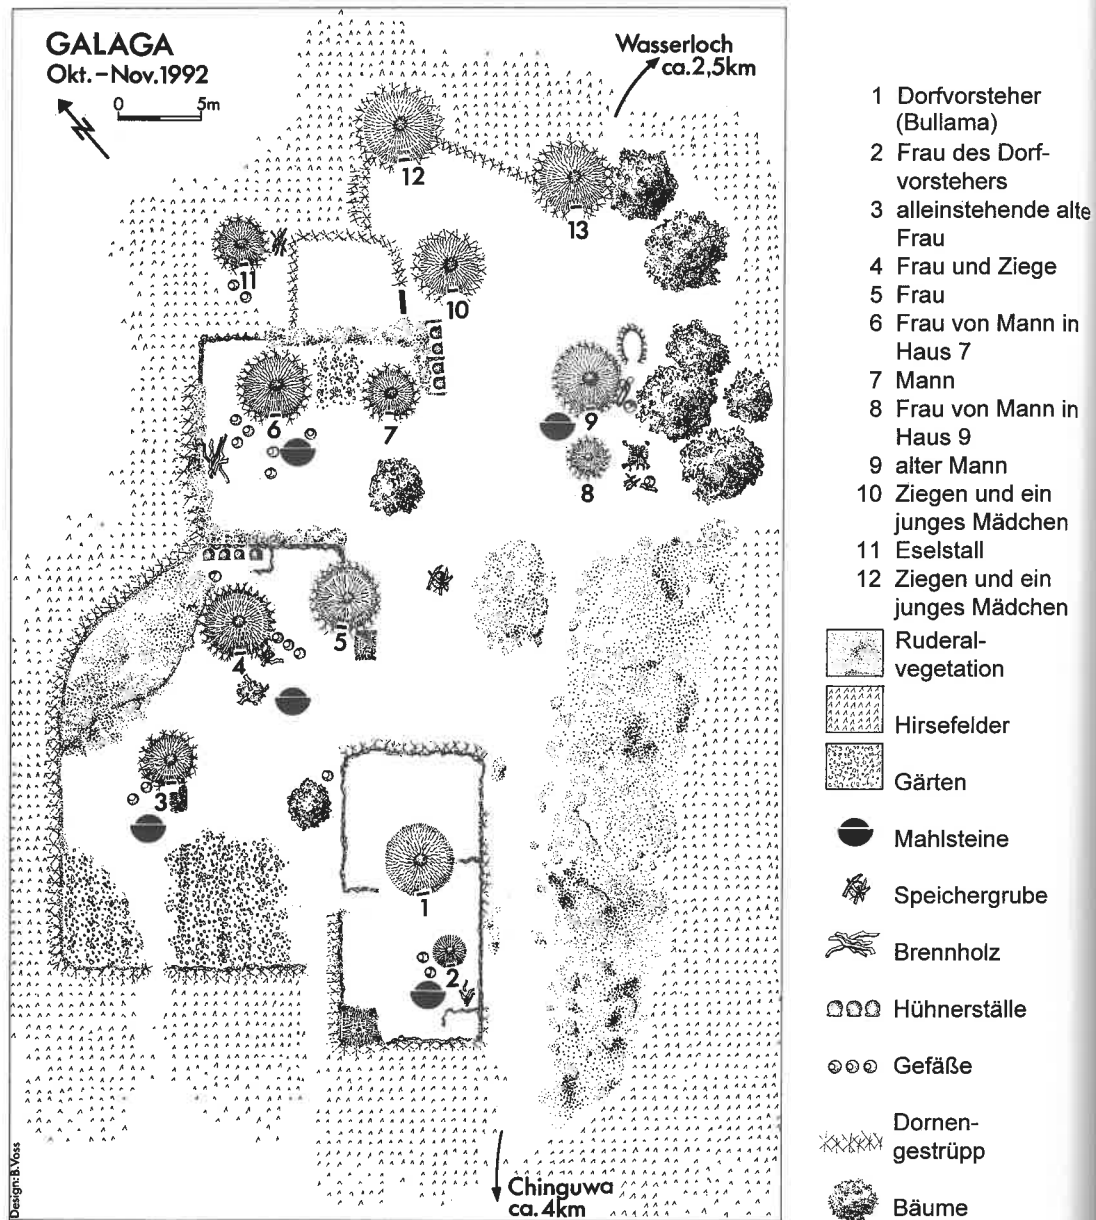 GALAGA
Okt.-Nov.1992
0 5m
Wasserloch
ca.2,5km
12
13
11
10
6
7
9
8
5
4
3
1
2
Chinguwa
ca. 4km
Design:B.Voss
1 Dorfvorsteher
(Bullama)
2 Frau des Dorf-
vorstehers
3 alleinstehende alte
Frau
4 Frau und Ziege
5 Frau
6 Frau von Mann in
Haus 7
7 Mann
8 Frau von Mann in
Haus 9
9 alter Mann
10 Ziegen und ein
junges Mädchen
11 Eselstall
12 Ziegen und ein
junges Mädchen
Ruderal-
vegetation
Hirsefelder
Gärten
Mahlsteine
Speichergrube
Brennholz
Hühnerställe
Gefäße
Dornen-
gestrüpp
Bäume